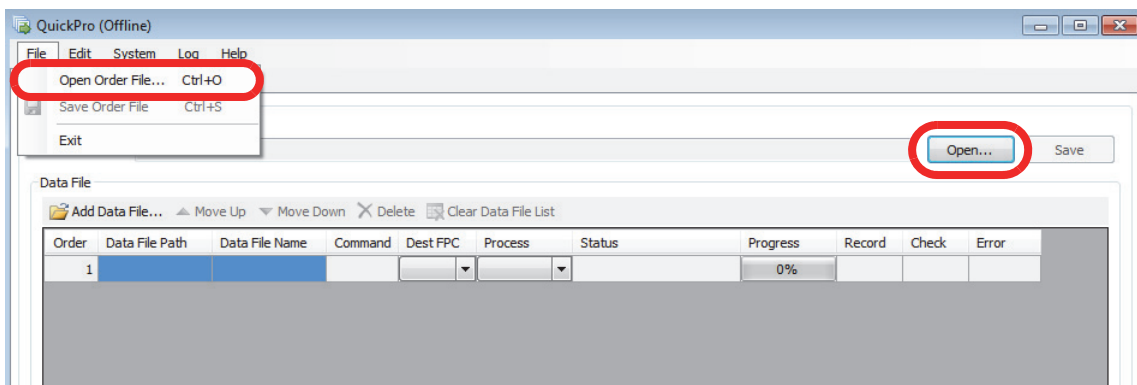 QuickPro (Offline)
File Edit System Log Help
Open Order File... Ctrl+O
Save Order File Ctrl+S
Exit
Open... Save
Data File
Add Data File... Move Up Move Down Delete Clear Data File List
Order Data File Path Data File Name Command Dest FPC Process Status Progress Record Check Error
1 0%